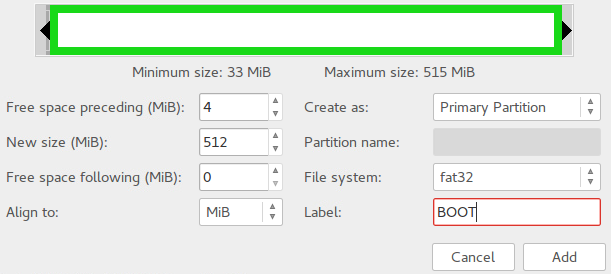 Minimum size: 33 MiB Maximum size: 515 MiB
Free space preceding (MiB): 4 Create as: Primary Partition
New size (MiB): 512 Partition name:
Free space following (MiB): 0 File system: fat32
Align to: MiB Label: BOOT
Cancel Add